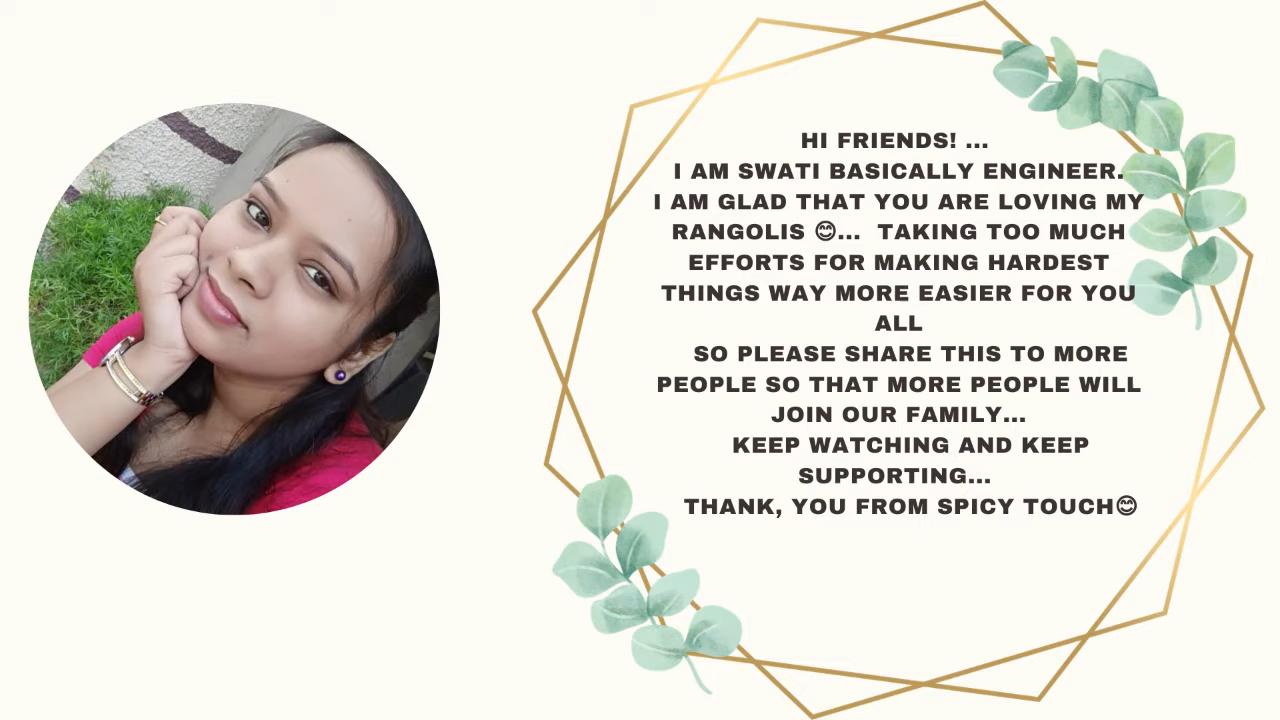 HI FRIENDS! ...
I AM SWATI BASICALLY ENGINEER.
I AM GLAD THAT YOU ARE LOVING MY
RANGOLIS 😊... TAKING TOO MUCH
EFFORTS FOR MAKING HARDEST
THINGS WAY MORE EASIER FOR YOU
ALL
SO PLEASE SHARE THIS TO MORE
PEOPLE SO THAT MORE PEOPLE WILL
JOIN OUR FAMILY...
KEEP WATCHING AND KEEP
SUPPORTING...
THANK, YOU FROM SPICY TOUCH😊